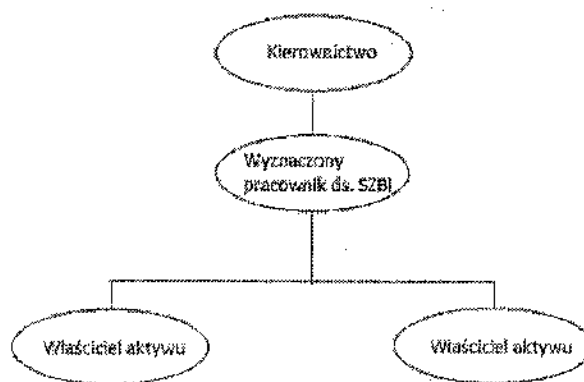 Kierownictwo
Wyznaczony
pracownik ds. SZBI
Właściciel aktywu
Właściciel aktywu